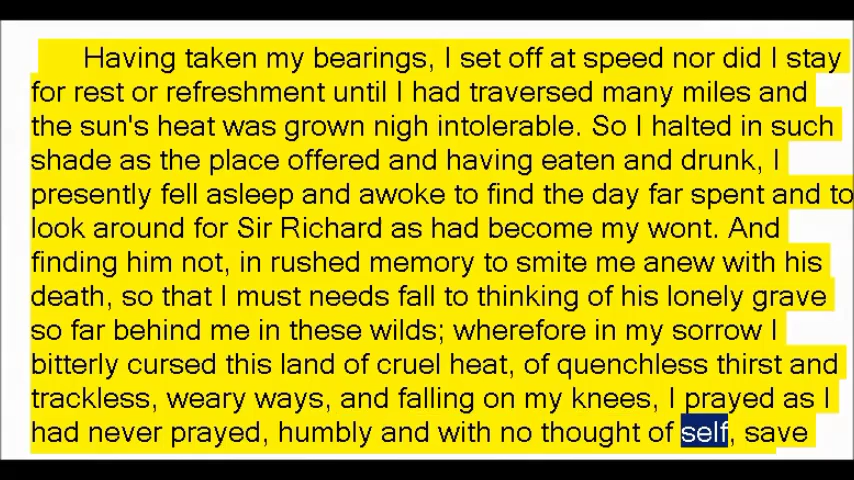 Having taken my bearings, I set off at speed nor did I stay
for rest or refreshment until I had traversed many miles and
the sun's heat was grown nigh intolerable. So I halted in such
shade as the place offered and having eaten and drunk, I
presently fell asleep and awoke to find the day far spent and to
look around for Sir Richard as had become my wont. And
finding him not, in rushed memory to smite me anew with his
death, so that I must needs fall to thinking of his lonely grave
so far behind me in these wilds; wherefore in my sorrow I
bitterly cursed this land of cruel heat, of quenchless thirst and
trackless, weary ways, and falling on my knees, I prayed as I
had never prayed, humbly and with no thought of self, save